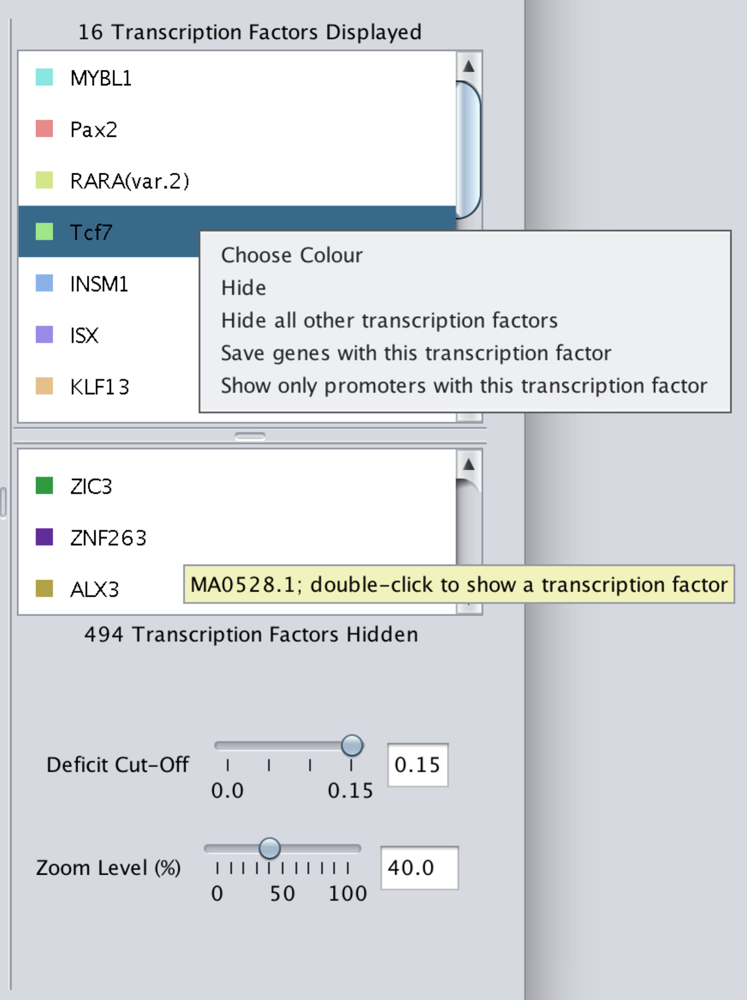 16 Transcription Factors Displayed
MYBL1
Pax2
RARA(var.2)
Tcf7
Choose Colour
INSM1
Hide
Hide all other transcription factors
ISX
Save genes with this transcription factor
KLF13
Show only promoters with this transcription factor
ZIC3
ZNF263
ALX3
MA0528.1; double-click to show a transcription factor
494 Transcription Factors Hidden
Deficit Cut-Off
0.15
0.0 0.15
Zoom Level (%)
40.0
0 50 100